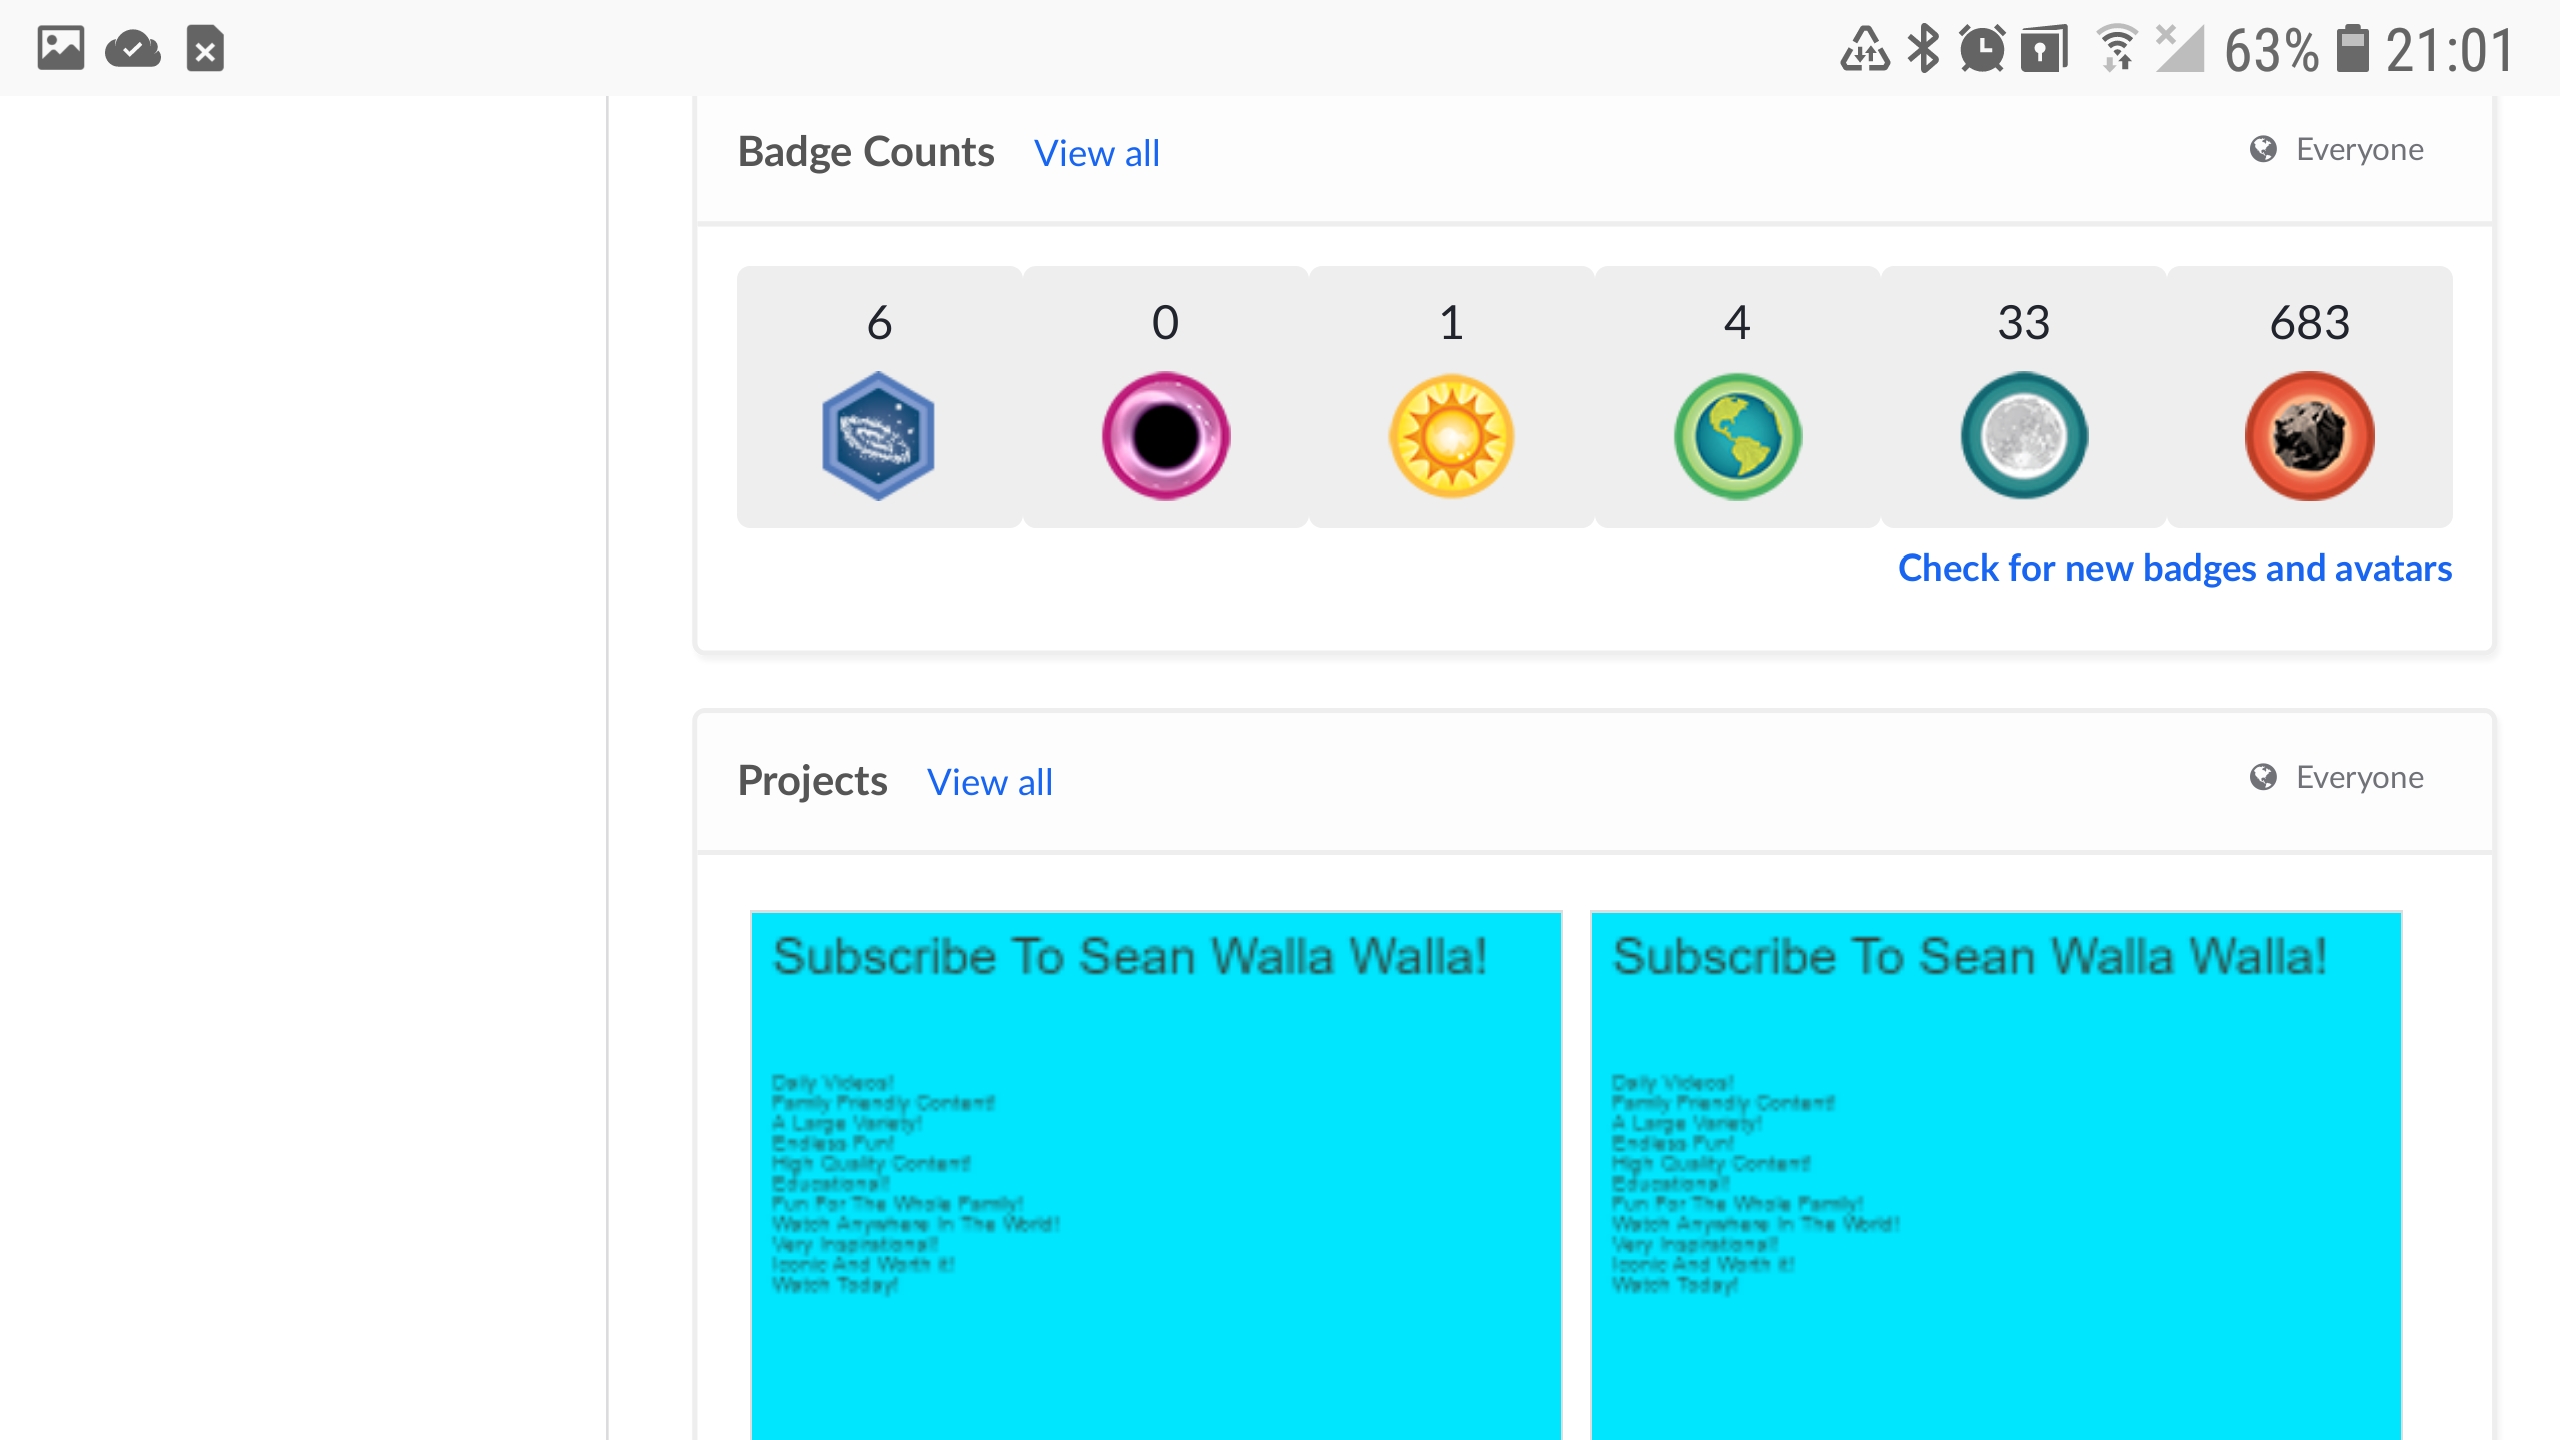 63% 21:01
Badge Counts View all Everyone
6 0 1 4 33 683
Check for new badges and avatars
Projects View all Everyone
Subscribe To Sean Walla Walla! Subscribe To Sean Walla Walla!
Daily Videos! Daily Videos!
Family Friendly Content! Family Friendly Content!
A Large Variety! A Large Variety!
Endless Fun! Endless Fun!
High Quality Content! High Quality Content!
Educational! Educational!
Fun For The Whole Family! Fun For The Whole Family!
Watch Anywhere In The World! Watch Anywhere In The World!
Very Inspirational! Very Inspirational!
Iconic And Worth it! Iconic And Worth it!
Watch Today! Watch Today!